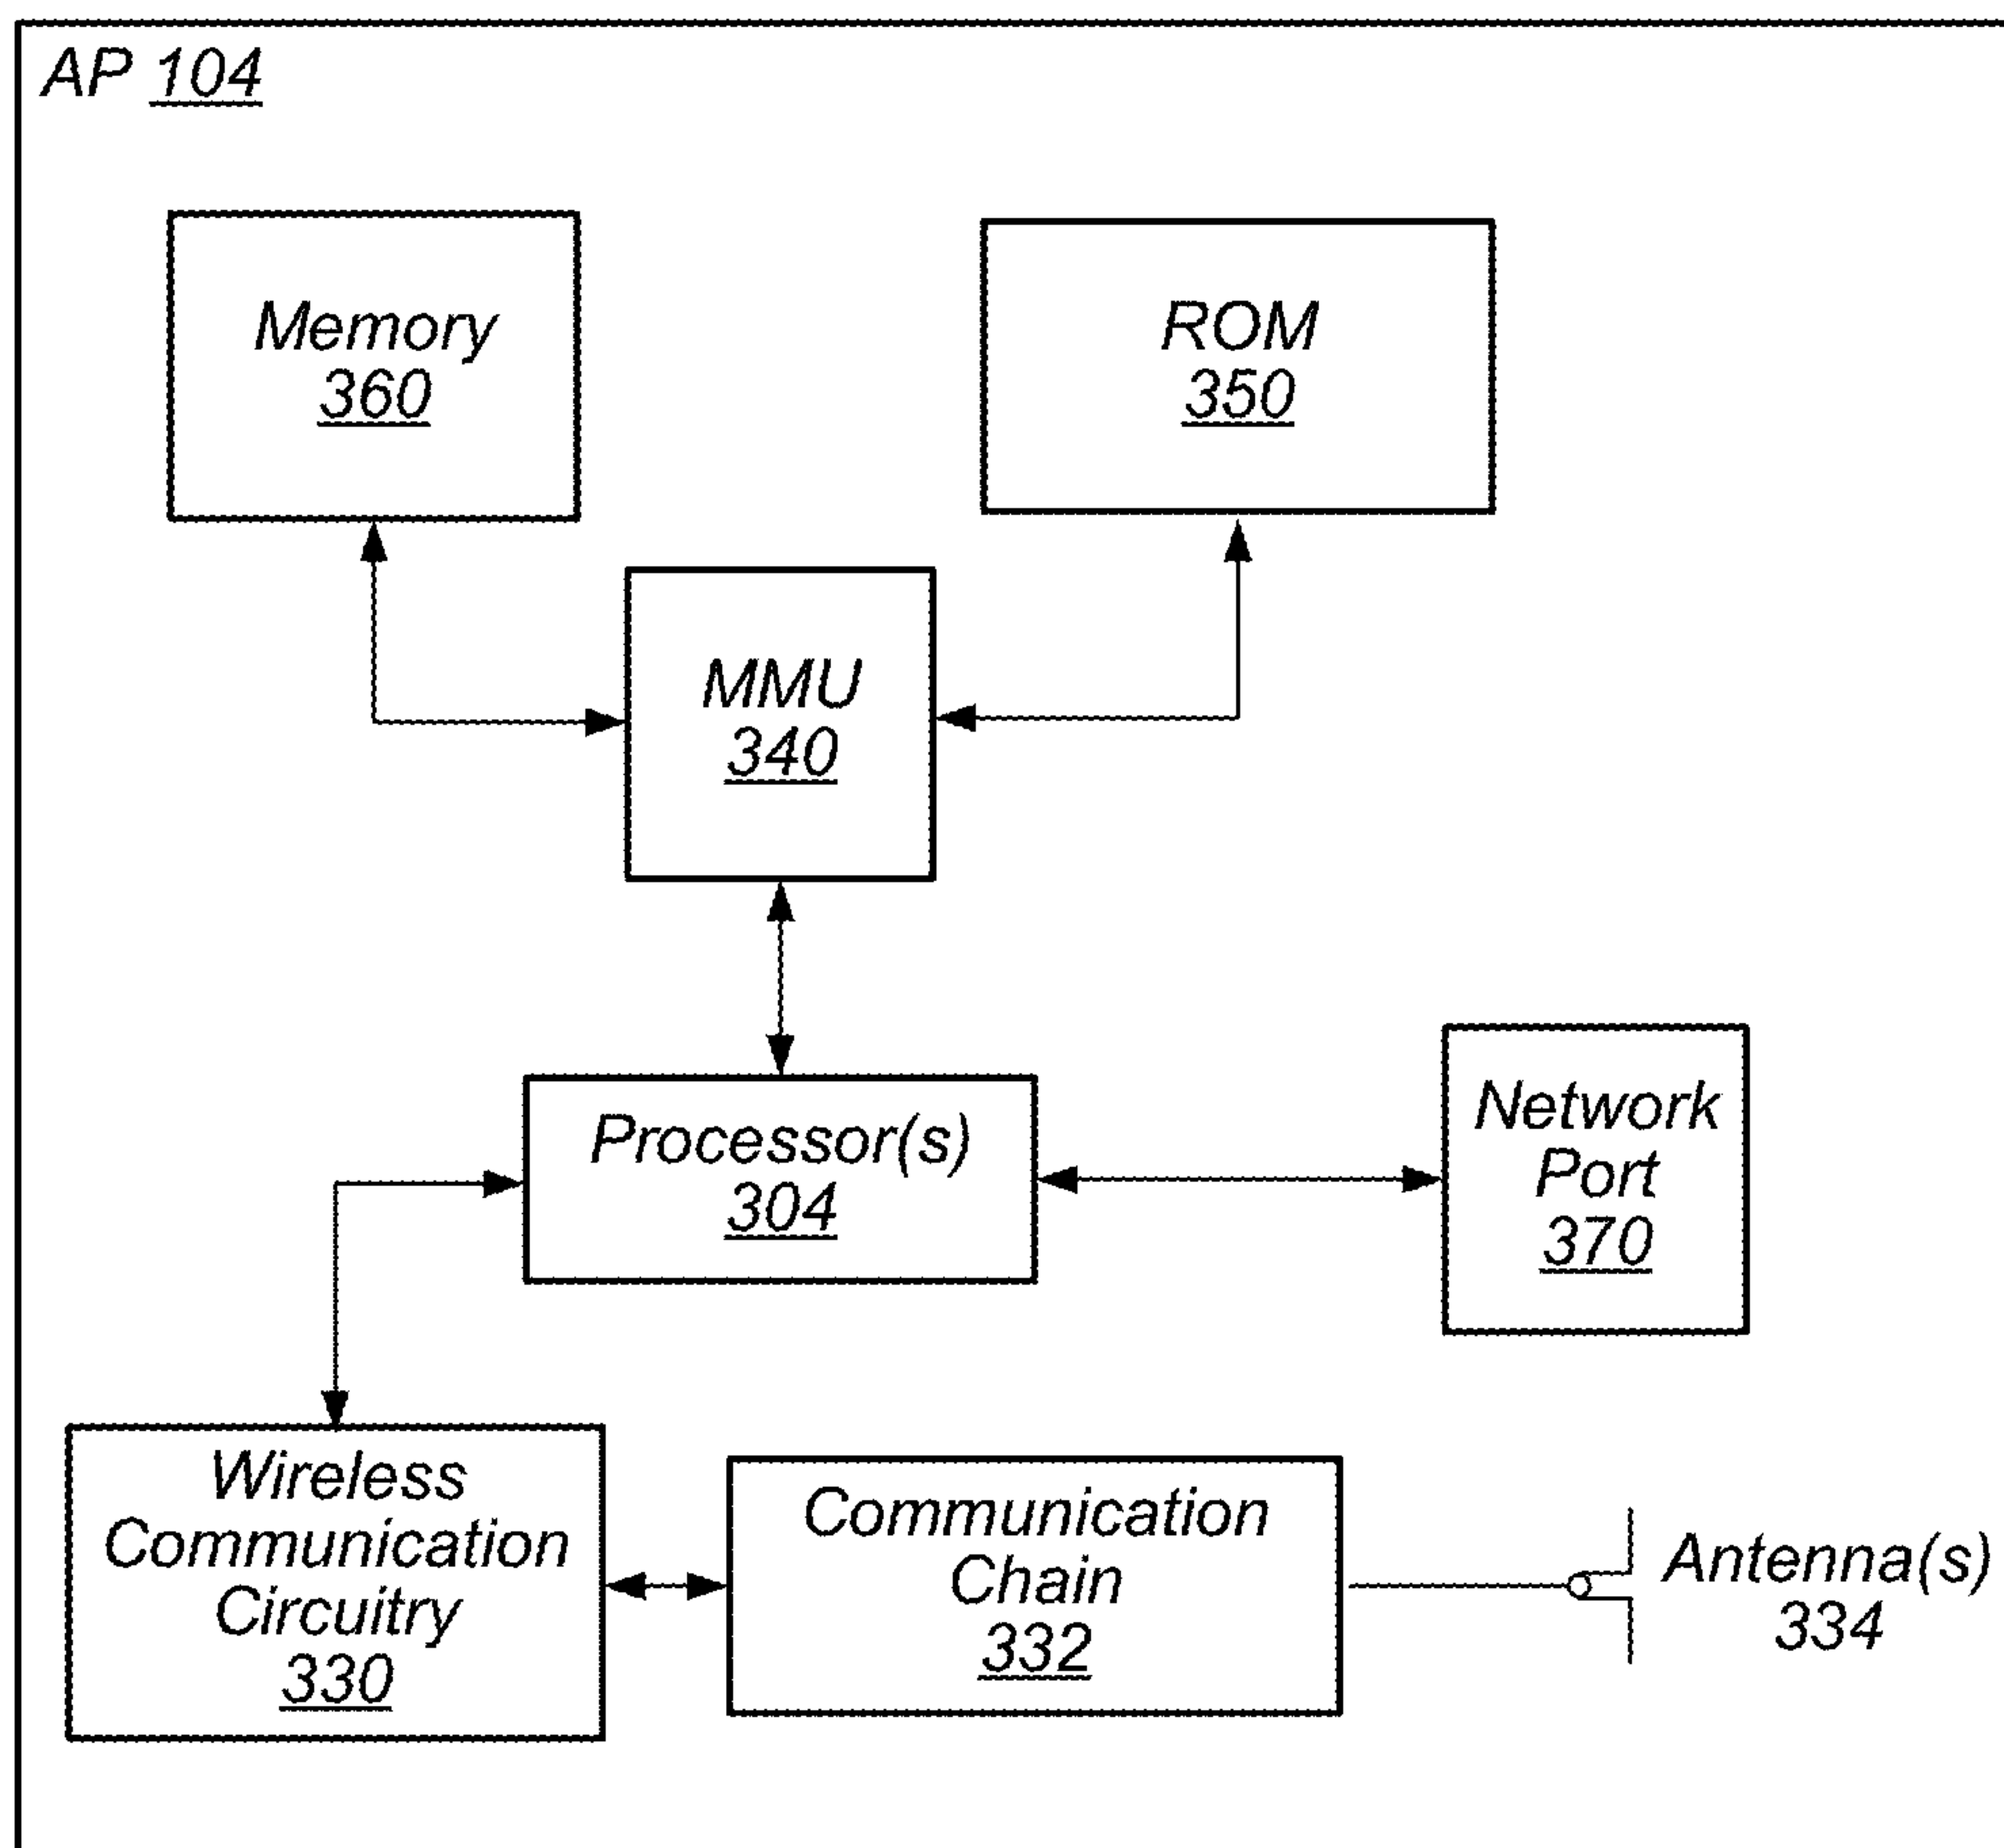 AP 104
Memory
360
ROM
350
MMU
340
Processor(s)
304
Network
Port
370
Wireless
Communication
Circuitry
330
Communication
Chain
332
Antenna(s)
334